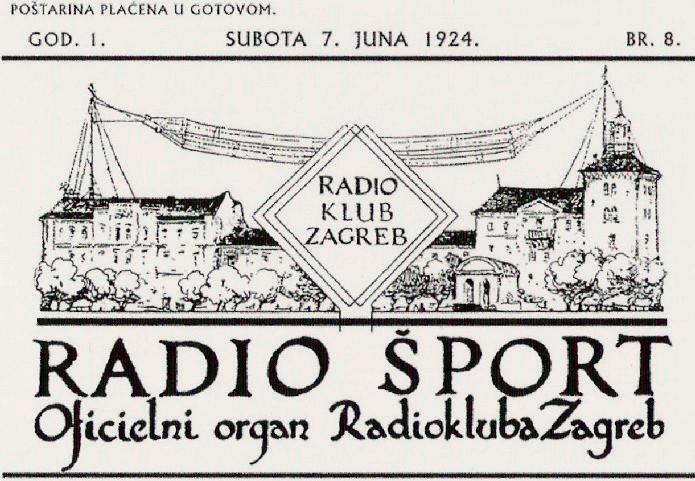 POŠTARINA PLAĆENA U GOTOVOM.
GOD. 1. SUBOTA 7. JUNA 1924. BR. 8.
RADIO
KLUB
ZAGREB
RADIO ŠPORT
Oficielni organ Radiokluba Zagreb